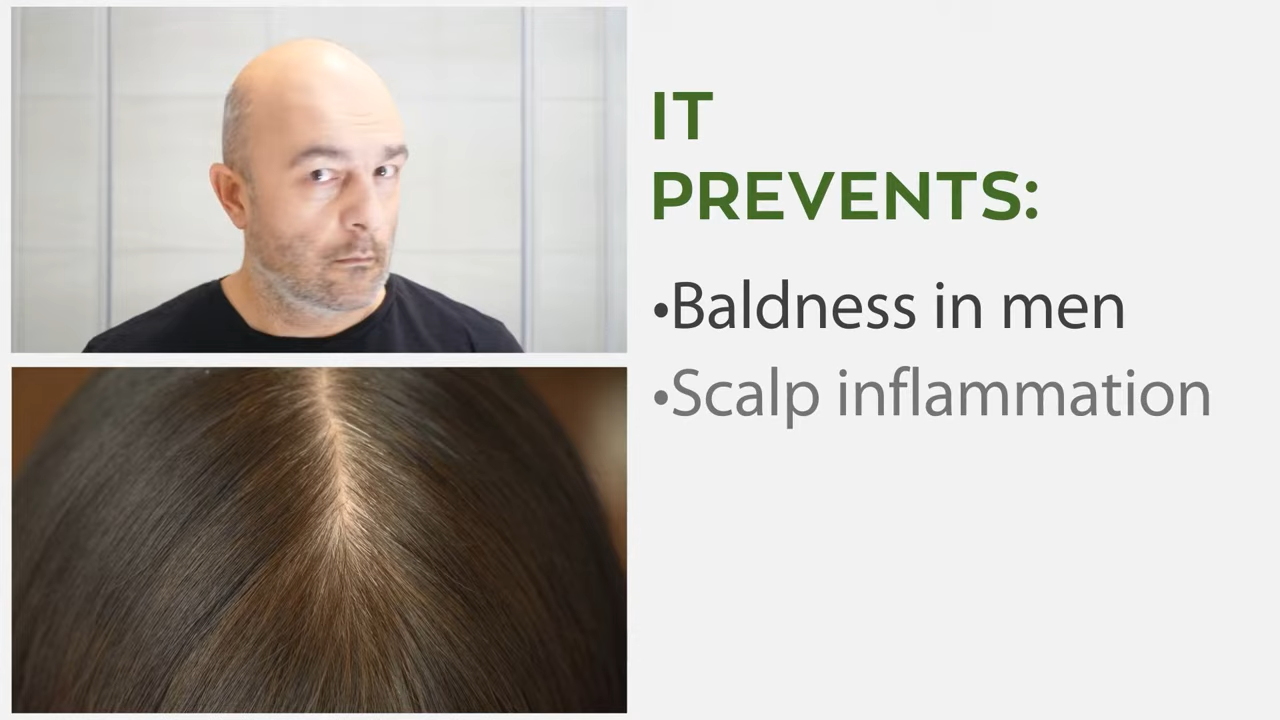 IT
PREVENTS:
•Baldness in men
•Scalp inflammation